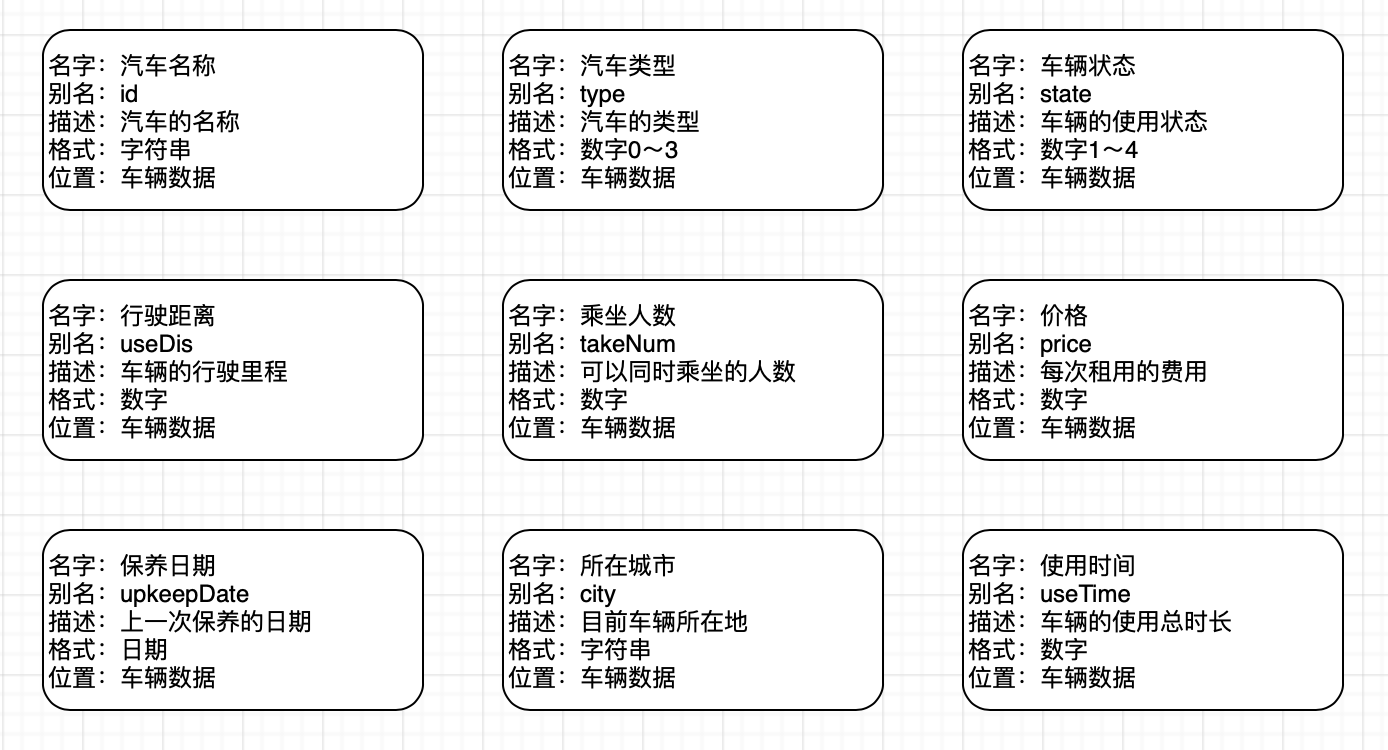 名字：汽车名称
别名：id
描述：汽车的名称
格式：字符串
位置：车辆数据
名字：汽车类型
别名：type
描述：汽车的类型
格式：数字0～3
位置：车辆数据
名字：车辆状态
别名：state
描述：车辆的使用状态
格式：数字1～4
位置：车辆数据
名字：行驶距离
别名：useDis
描述：车辆的行驶里程
格式：数字
位置：车辆数据
名字：乘坐人数
别名：takeNum
描述：可以同时乘坐的人数
格式：数字
位置：车辆数据
名字：价格
别名：price
描述：每次租用的费用
格式：数字
位置：车辆数据
名字：保养日期
别名：upkeepDate
描述：上一次保养的日期
格式：日期
位置：车辆数据
名字：所在城市
别名：city
描述：目前车辆所在地
格式：字符串
位置：车辆数据
名字：使用时间
别名：useTime
描述：车辆的使用总时长
格式：数字
位置：车辆数据